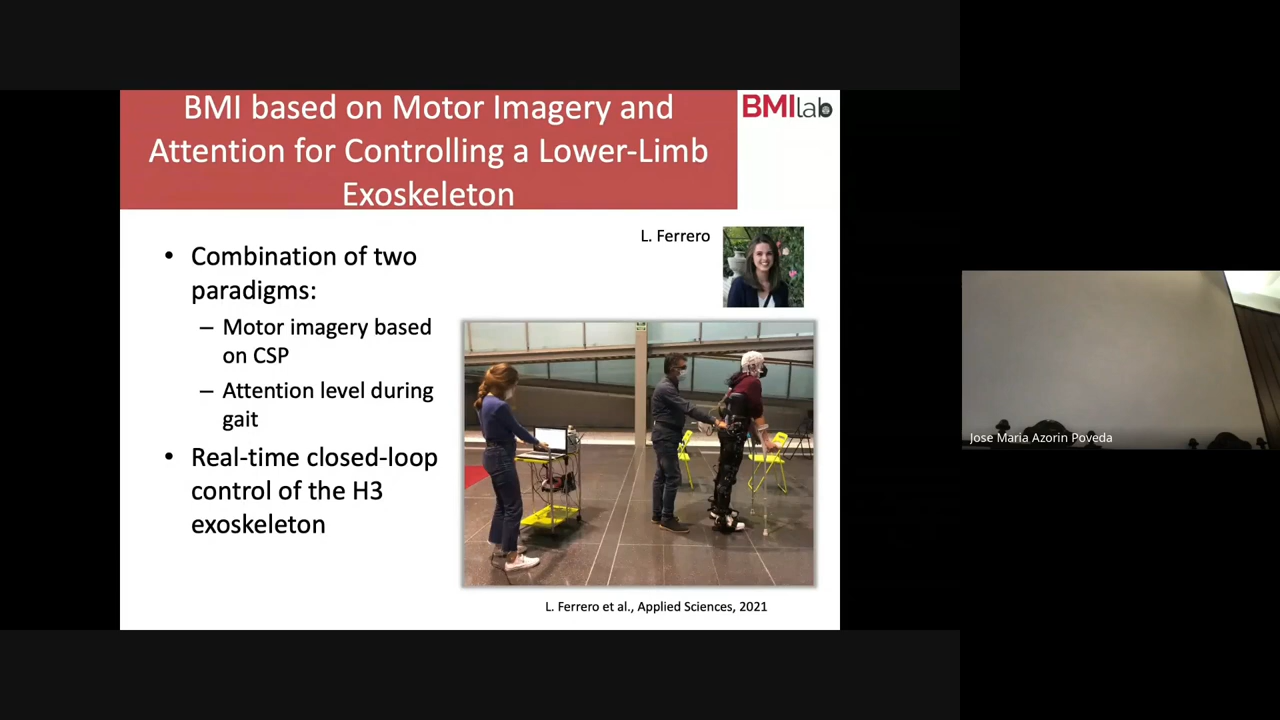 BMI based on Motor Imagery and
Attention for Controlling a Lower-Limb
Exoskeleton
BMIlab
L. Ferrero
• Combination of two
paradigms:
– Motor imagery based
on CSP
– Attention level during
gait
• Real-time closed-loop
control of the H3
exoskeleton
L. Ferrero et al., Applied Sciences, 2021
Jose Maria Azorin Poveda